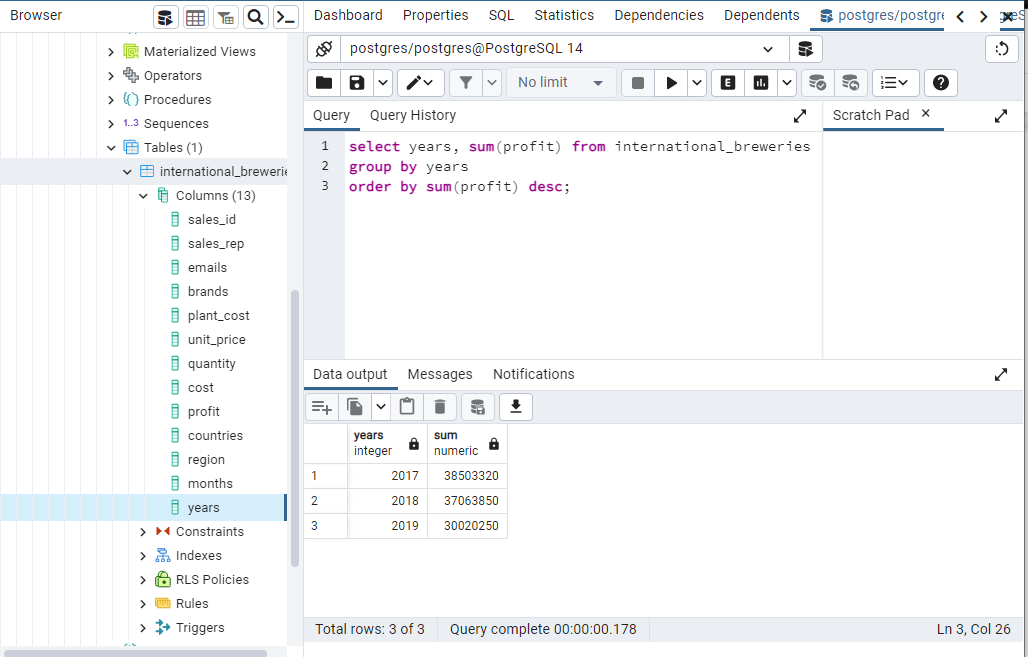 Browser
Dashboard Properties SQL Statistics Dependencies Dependents postgres/postgre
postgres/postgres@PostgreSQL 14
No limit
E
Query Query History
Scratch Pad
Materialized Views
Operators
Procedures
1..3 Sequences
Tables (1)
international_brewerie
Columns (13)
sales_id
sales_rep
emails
brands
plant_cost
unit_price
quantity
cost
profit
countries
region
months
years
Constraints
Indexes
RLS Policies
Rules
Triggers
1 select years, sum(profit) from international_breweries
2 group by years
3 order by sum(profit) desc;
Data output Messages Notifications
years sum
integer numeric
1 2017 38503320
2 2018 37063850
3 2019 30020250
Total rows: 3 of 3 Query complete 00:00:00.178 Ln 3, Col 26